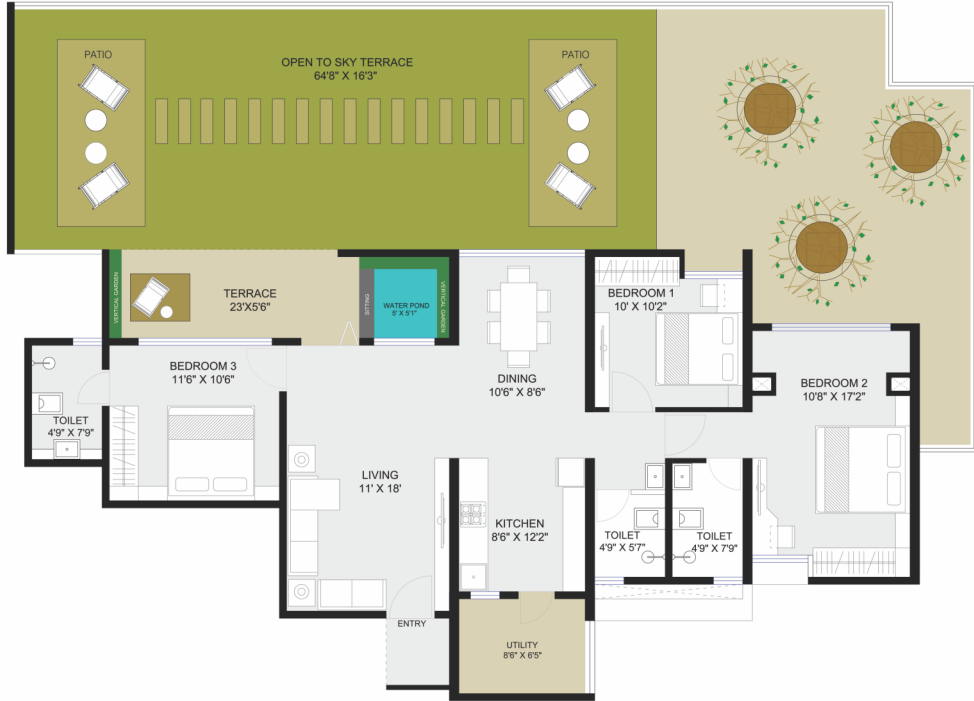 PATIO
OPEN TO SKY TERRACE
64'8" X 16'3"
PATIO
VERTICAL GARDEN
TERRACE
23'X5'6"
SITTING
WATER POND
5' X 5'1"
VERTICAL GARDEN
BEDROOM 1
10' X 10'2"
BEDROOM 3
11'6" X 10'6"
DINING
10'6" X 8'6"
BEDROOM 2
10'8" X 17'2"
TOILET
4'9" X 7'9"
LIVING
11' X 18'
KITCHEN
8'6" X 12'2"
TOILET
4'9" X 5'7"
TOILET
4'9" X 7'9"
ENTRY
UTILITY
8'6" X 6'5"